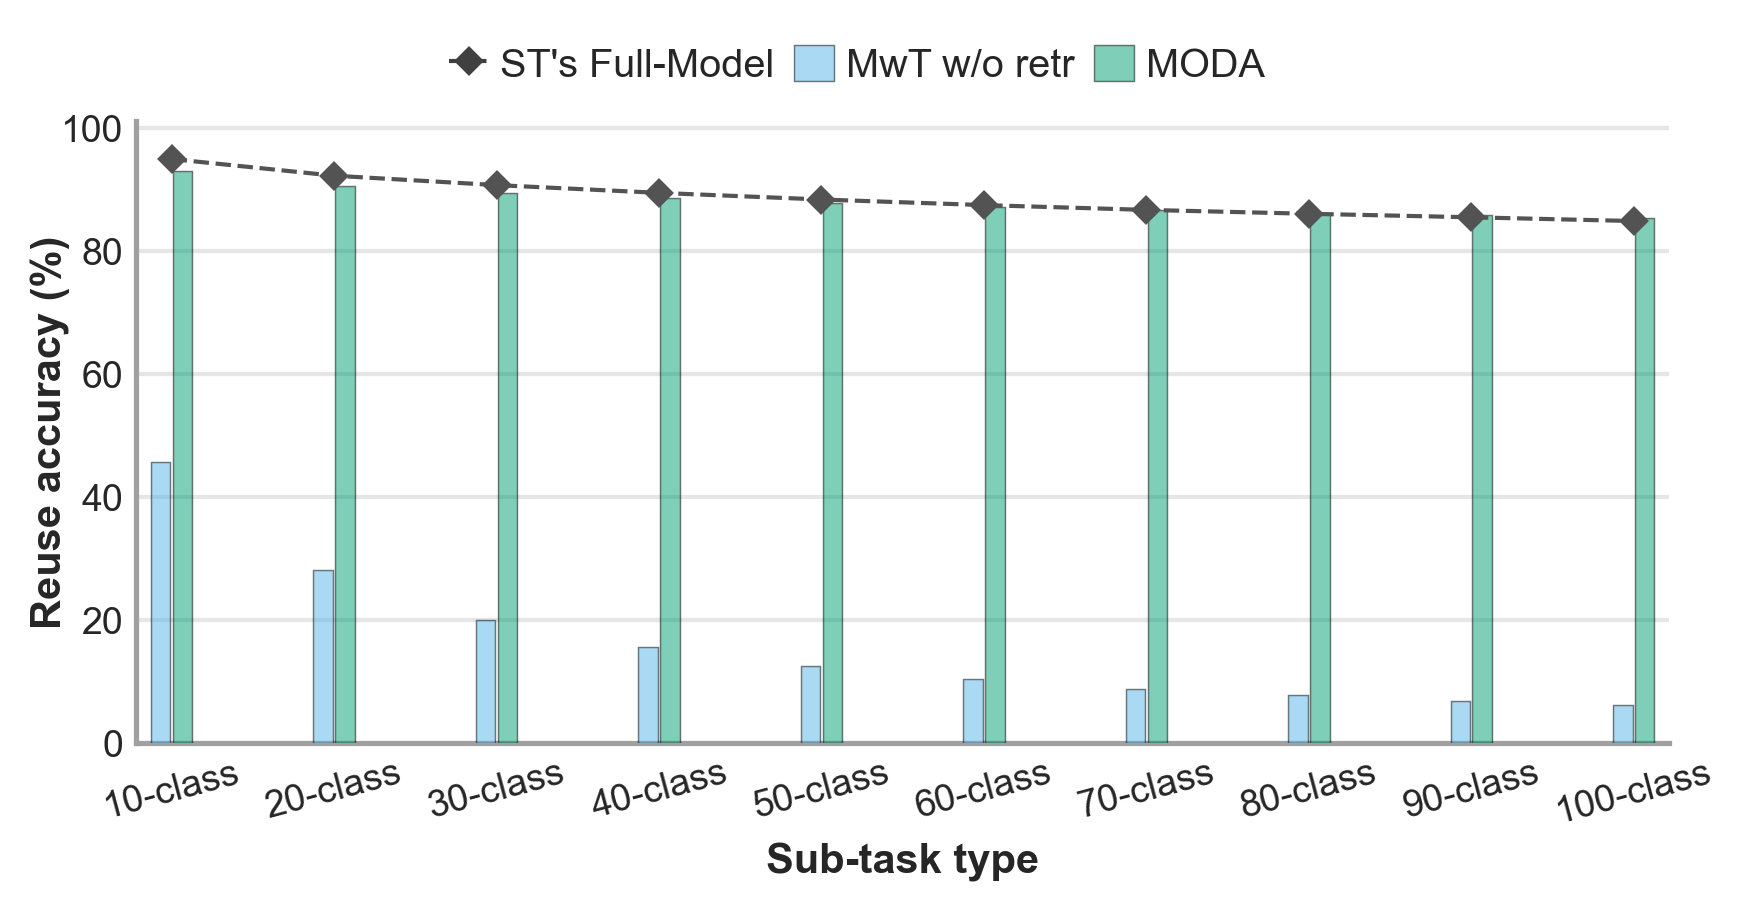 ST's Full-Model MwT w/o retr MODA
100
80
60
40
20
0
Reuse accuracy (%)
10-class 20-class 30-class 40-class 50-class 60-class 70-class 80-class 90-class 100-class
Sub-task type